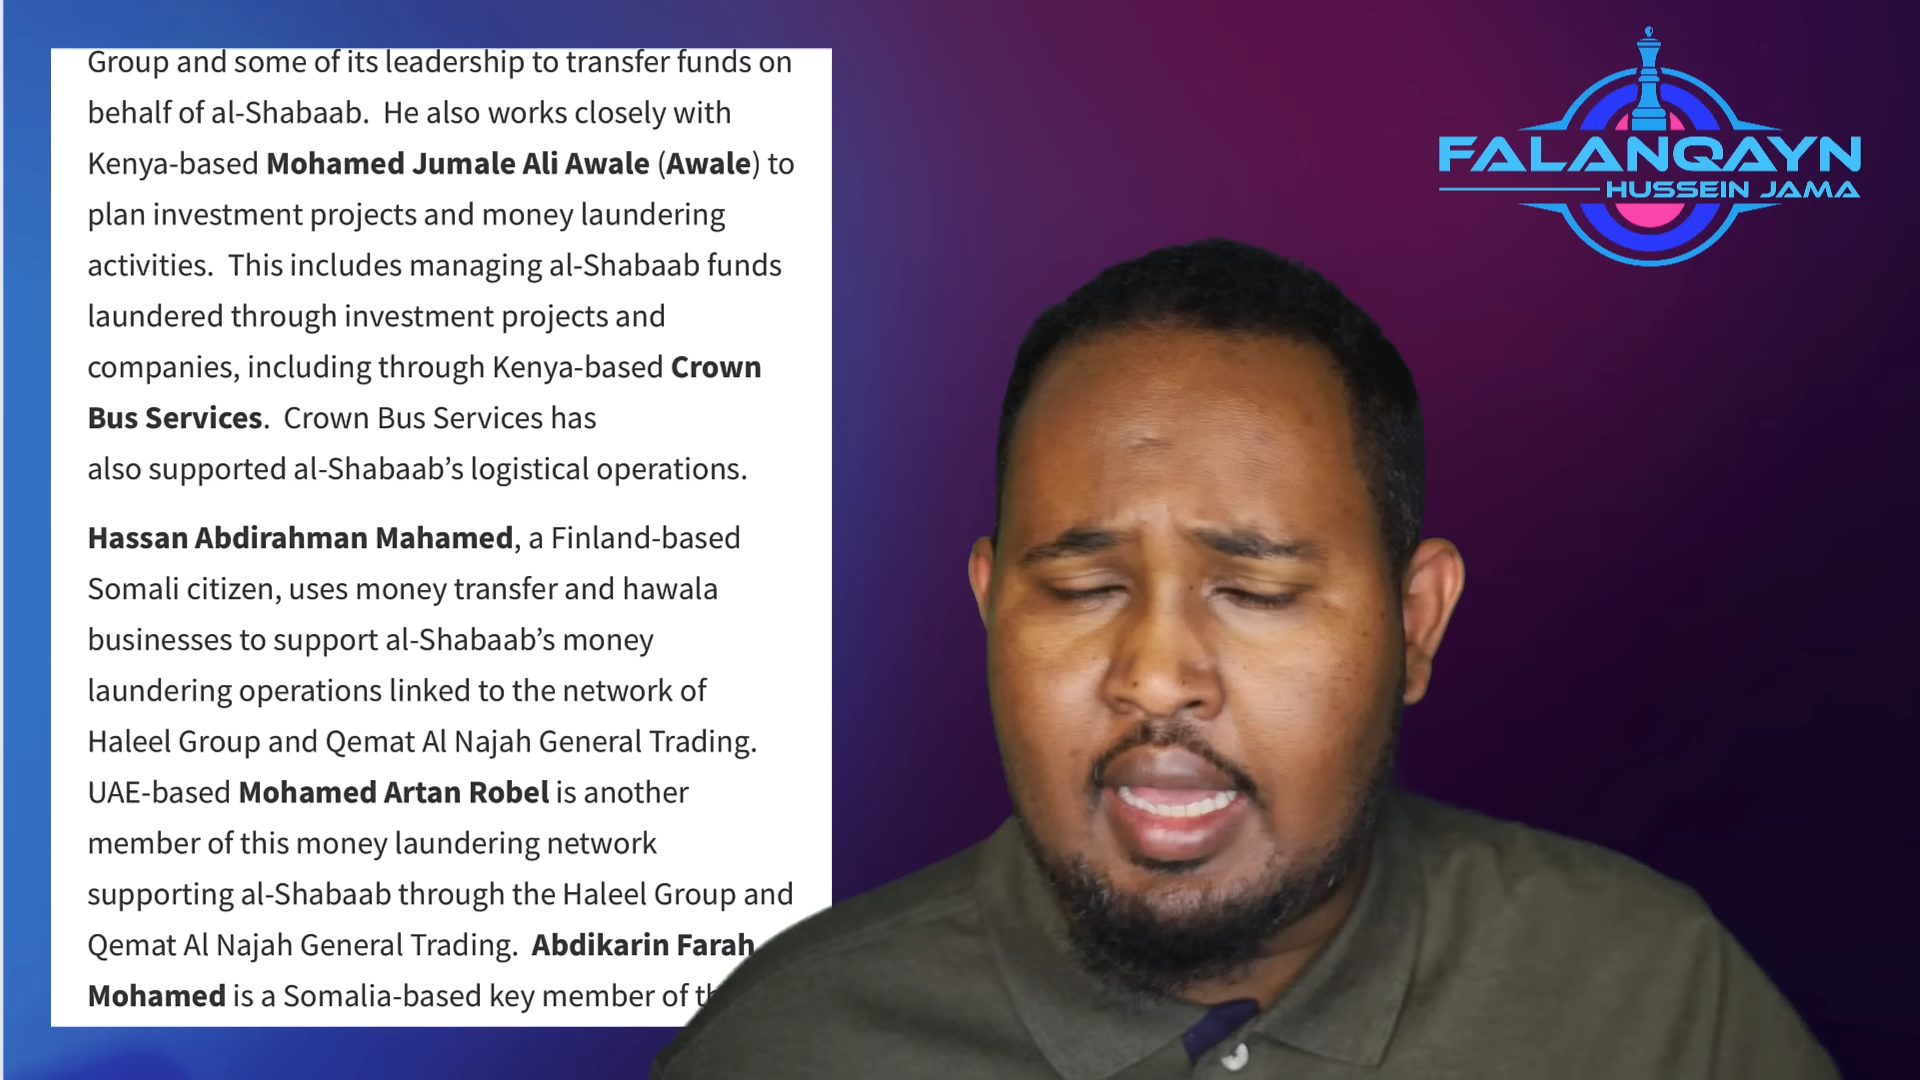 Group and some of its leadership to transfer funds on
behalf of al-Shabaab. He also works closely with
Kenya-based Mohamed Jumale Ali Awale (Awale) to
plan investment projects and money laundering
activities. This includes managing al-Shabaab funds
laundered through investment projects and
companies, including through Kenya-based Crown
Bus Services. Crown Bus Services has
also supported al-Shabaab’s logistical operations.
Hassan Abdirahman Mahamed, a Finland-based
Somali citizen, uses money transfer and hawala
businesses to support al-Shabaab’s money
laundering operations linked to the network of
Haleel Group and Qemat Al Najah General Trading.
UAE-based Mohamed Artan Robel is another
member of this money laundering network
supporting al-Shabaab through the Haleel Group and
Qemat Al Najah General Trading. Abdikarin Farah
Mohamed is a Somalia-based key member of
FALANQAYN
HUSSEIN JAMA